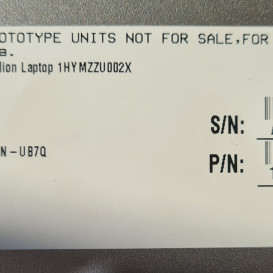 OTOTYPE UNITS NOT FOR SALE,FOR
lion Laptop 1HYMZZU002X
S/N:
N-UB7Q
P/N: